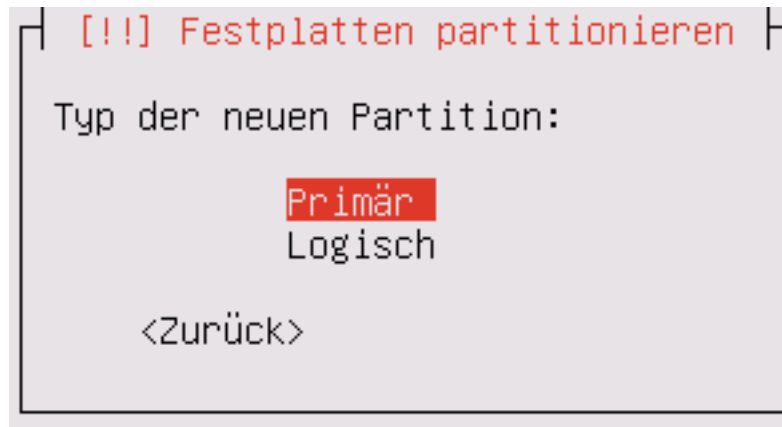 [!!] Festplatten partitionieren
Typ der neuen Partition:
Primär
Logisch
<Zurück>